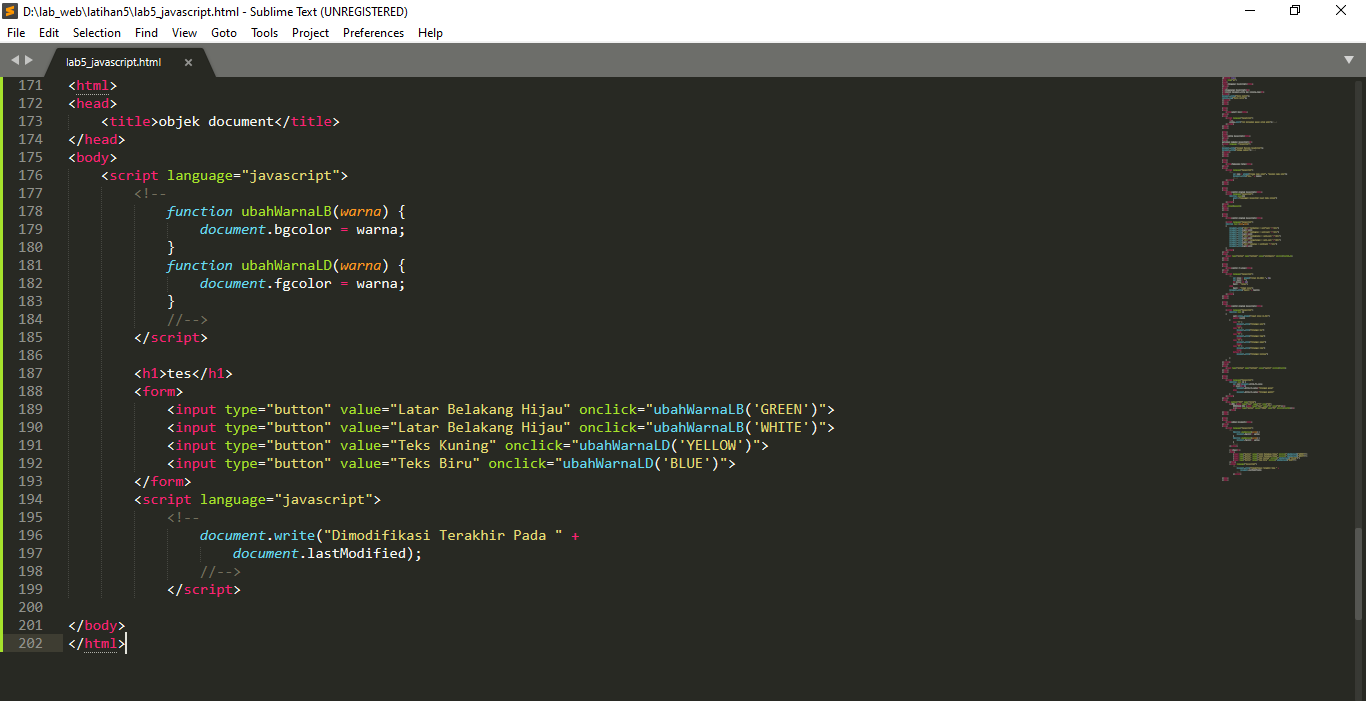 D:\lab_web\latihan5\lab5_javascript.html - Sublime Text (UNREGISTERED)
File Edit Selection Find View Goto Tools Project Preferences Help
lab5_javascript.html
171 <html>
172 <head>
173     <title>objek document</title>
174 </head>
175 <body>
176     <script language="javascript">
177         <!--
178             function ubahWarnaLB(warna) {
179                 document.bgcolor = warna;
180             }
181             function ubahWarnaLD(warna) {
182                 document.fgcolor = warna;
183             }
184             //-->
185         </script>
186
187         <h1>tes</h1>
188         <form>
189             <input type="button" value="Latar Belakang Hijau" onclick="ubahWarnaLB('GREEN')">
190             <input type="button" value="Latar Belakang Hijau" onclick="ubahWarnaLB('WHITE')">
191             <input type="button" value="Teks Kuning" onclick="ubahWarnaLD('YELLOW')">
192             <input type="button" value="Teks Biru" onclick="ubahWarnaLD('BLUE')">
193         </form>
194         <script language="javascript">
195             <!--
196                 document.write("Dimodifikasi Terakhir Pada " +
197                     document.lastModified);
198                 //-->
199             </script>
200
201 </body>
202 </html>